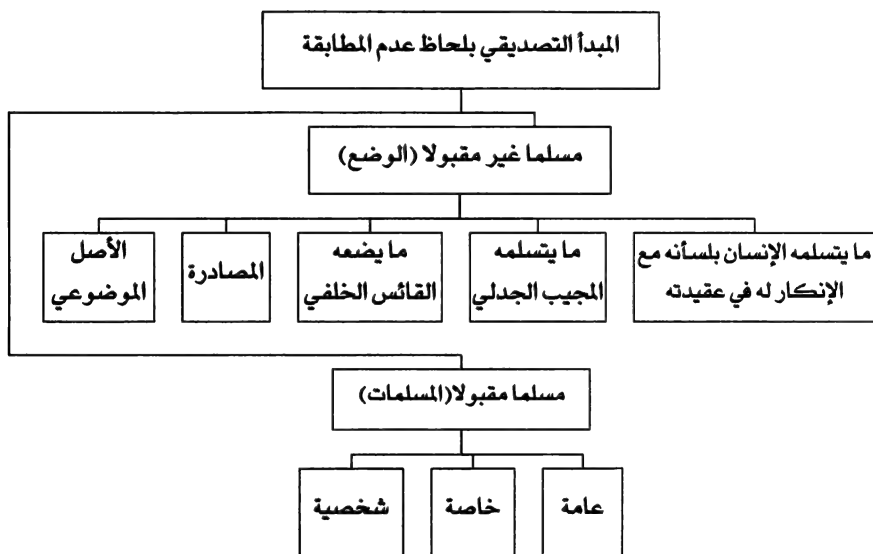 المبدأ التصديقي بلحاظ عدم المطابقة
مسلما غير مقبولا (الوضع)
ما يتسلمه الإنسان بلسأنه مع
الإنكار له في عقيدته
ما يتسلمه
المجيب الجدلي
ما يضعه
القائس الخلفي
المصادرة
الأصل
الموضوعي
مسلما مقبولا(المسلمات)
عامة
خاصة
شخصية